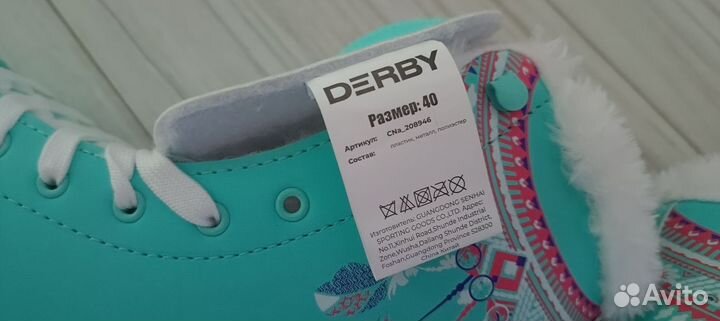 DERBY
Размер: 40
Артикул: CNa_208946
Состав: пластик, металл, полиэстер
Изготовитель: GUANGDONG SENHAI
SPORTING GOODS CO.,LTD.
No.11,Xinhui Road,Shunde Industrial
Zone,Wusha,Daliang Shunde District,
Foshan,Guangdong Province 528300
China Китай
Avito